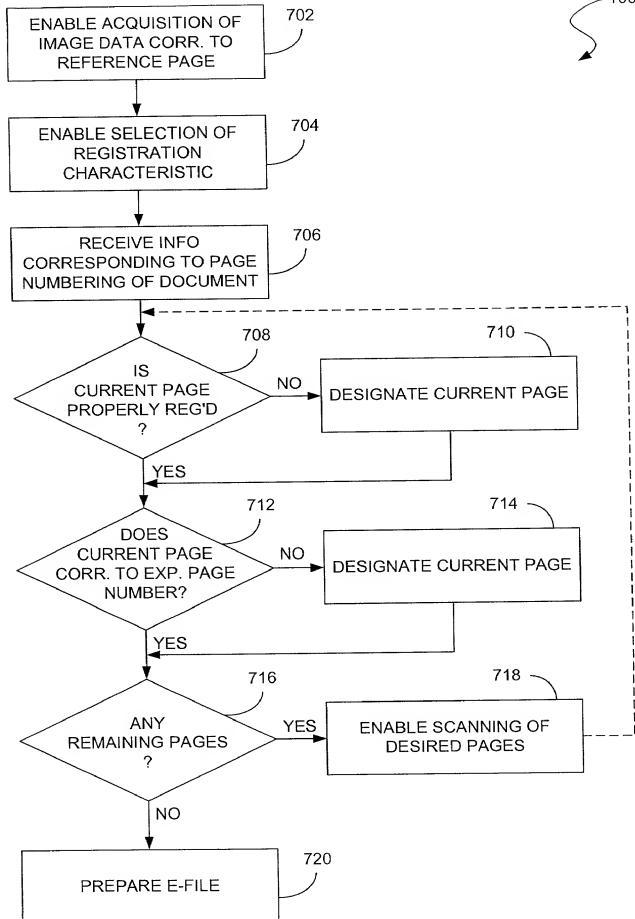 ENABLE ACQUISITION OF
IMAGE DATA CORR. TO
REFERENCE PAGE
702
ENABLE SELECTION OF
REGISTRATION
CHARACTERISTIC
704
RECEIVE INFO
CORRESPONDING TO PAGE
NUMBERING OF DOCUMENT
706
IS
CURRENT PAGE
PROPERLY REG'D
?
708
NO
DESIGNATE CURRENT PAGE
710
YES
DOES
CURRENT PAGE
CORR. TO EXP. PAGE
NUMBER?
712
NO
DESIGNATE CURRENT PAGE
714
YES
ANY
REMAINING PAGES
?
716
YES
ENABLE SCANNING OF
DESIRED PAGES
718
NO
PREPARE E-FILE
720